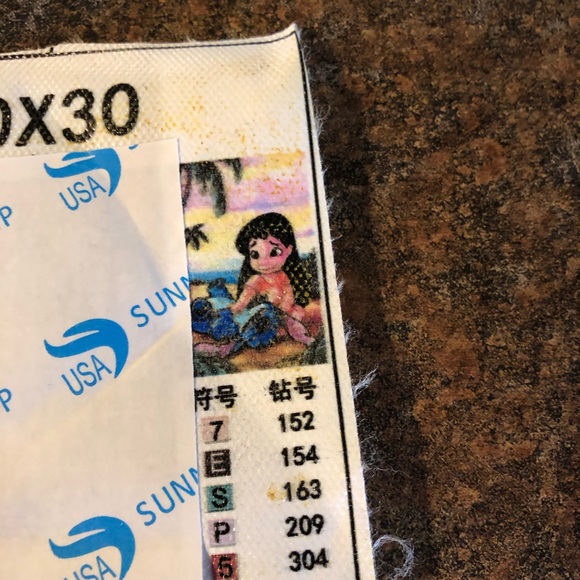 0X30
USA
P
SUNN
USA
P
符号 钻号
7 152
E 154
S 163
SUNN
P 209
USA
5 304